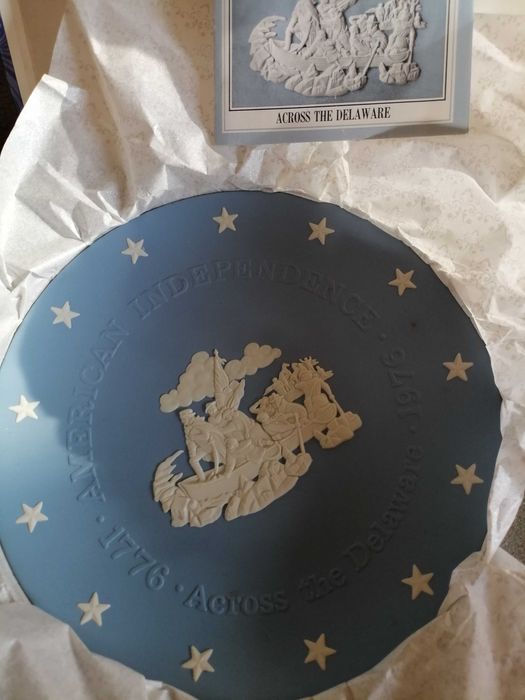 ACROSS THE DELAWARE
AMERICAN INDEPENDENCE · 1976 ·
Across the Delaware · 1776 ·